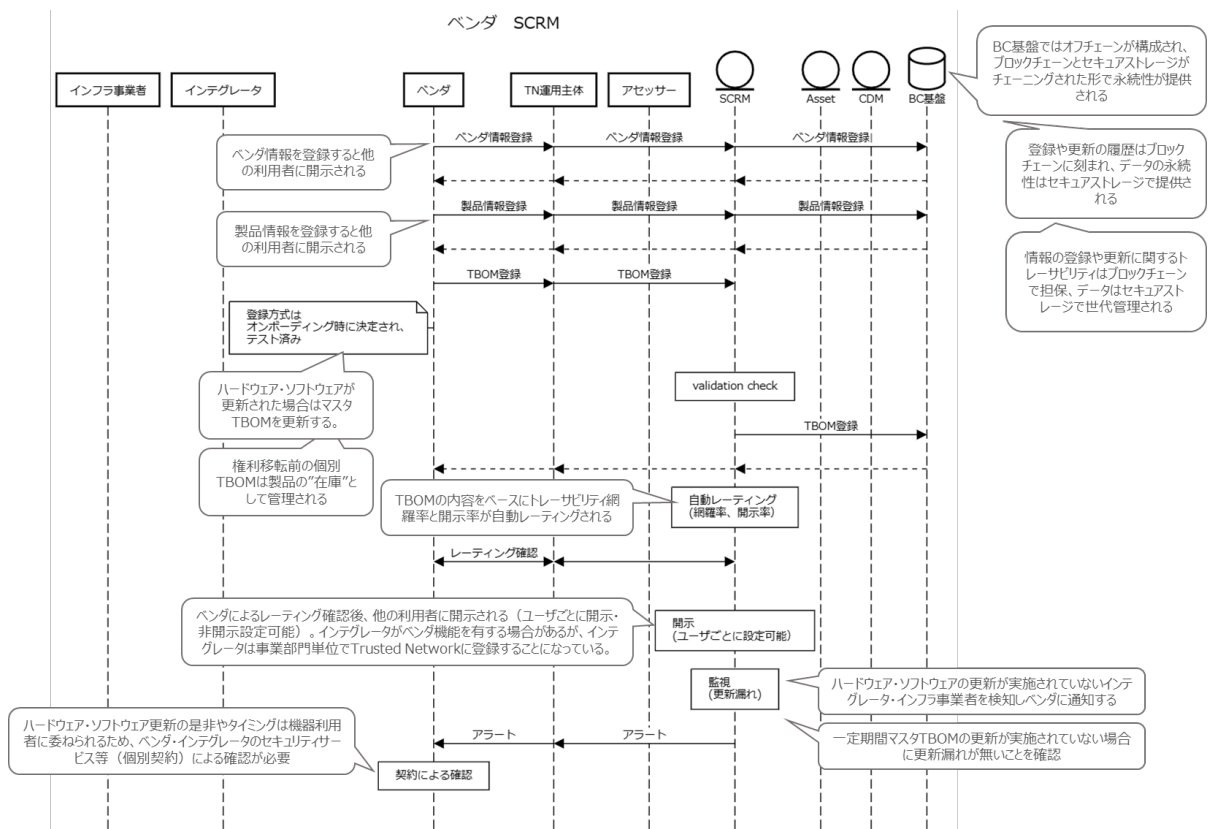 ベンダ SCRM
インフラ事業者
インテグレータ
ベンダ
TN運用主体
アセッサー
SCRM
Asset
CDM
BC基盤
BC基盤ではオフチェーンが構成され、
ブロックチェーンとセキュアストレージが
チェーニングされた形で永続性が提供
される
ベンダ情報登録
ベンダ情報登録
ベンダ情報登録
ベンダ情報を登録すると他
の利用者に開示される
登録や更新の履歴はブロック
チェーンに刻まれ、データの永続
性はセキュアストレージで提供さ
れる
製品情報登録
製品情報登録
製品情報登録
製品情報を登録すると他
の利用者に開示される
情報の登録や更新に関するト
レーサビリティはブロックチェーン
で担保、データはセキュアスト
レージで世代管理される
TBOM登録
TBOM登録
登録方式は
オンボーディング時に決定され、
テスト済み
ハードウェア・ソフトウェアが
更新された場合はマスタ
TBOMを更新する。
validation check
TBOM登録
権利移転前の個別
TBOMは製品の”在庫”と
して管理される
TBOMの内容をベースにトレーサビリティ網
羅率と開示率が自動レーティングされる
自動レーティング
(網羅率、開示率)
レーティング確認
ベンダによるレーティング確認後、他の利用者に開示される（ユーザごとに開示・
非開示設定可能）。インテグレータがベンダ機能を有する場合があるが、インテ
グレータは事業部門単位でTrusted Networkに登録することになっている。
開示
(ユーザごとに設定可能)
監視
(更新漏れ)
ハードウェア・ソフトウェアの更新が実施されていないインテ
グレータ・インフラ事業者を検知しベンダに通知する
ハードウェア・ソフトウェア更新の是非やタイミングは機器利用
者に委ねられるため、ベンダ・インテグレータのセキュリティサー
ビス等（個別契約）による確認が必要
アラート
アラート
一定期間マスタTBOMの更新が実施されていない場合
に更新漏れが無いことを確認
契約による確認